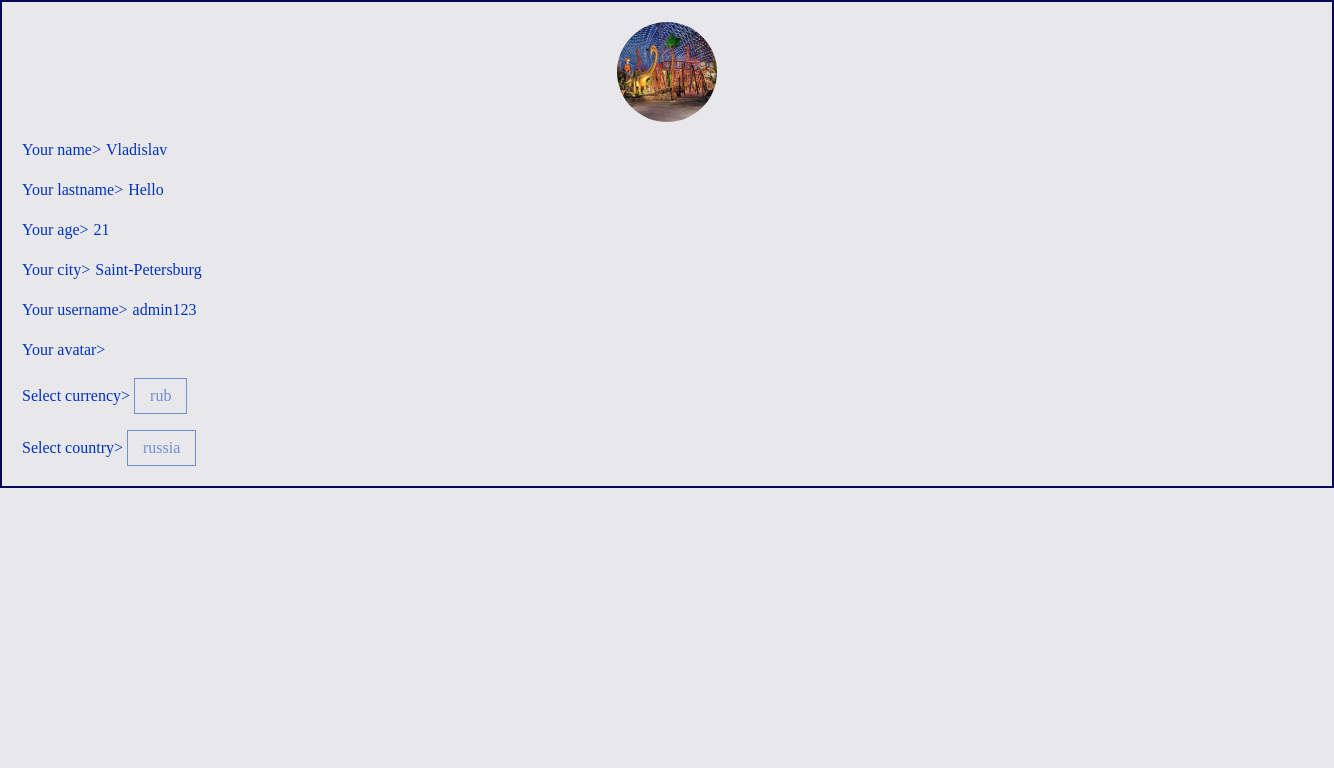 Your name> Vladislav
Your lastname> Hello
Your age> 21
Your city> Saint-Petersburg
Your username> admin123
Your avatar>
Select currency> rub
Select country> russia